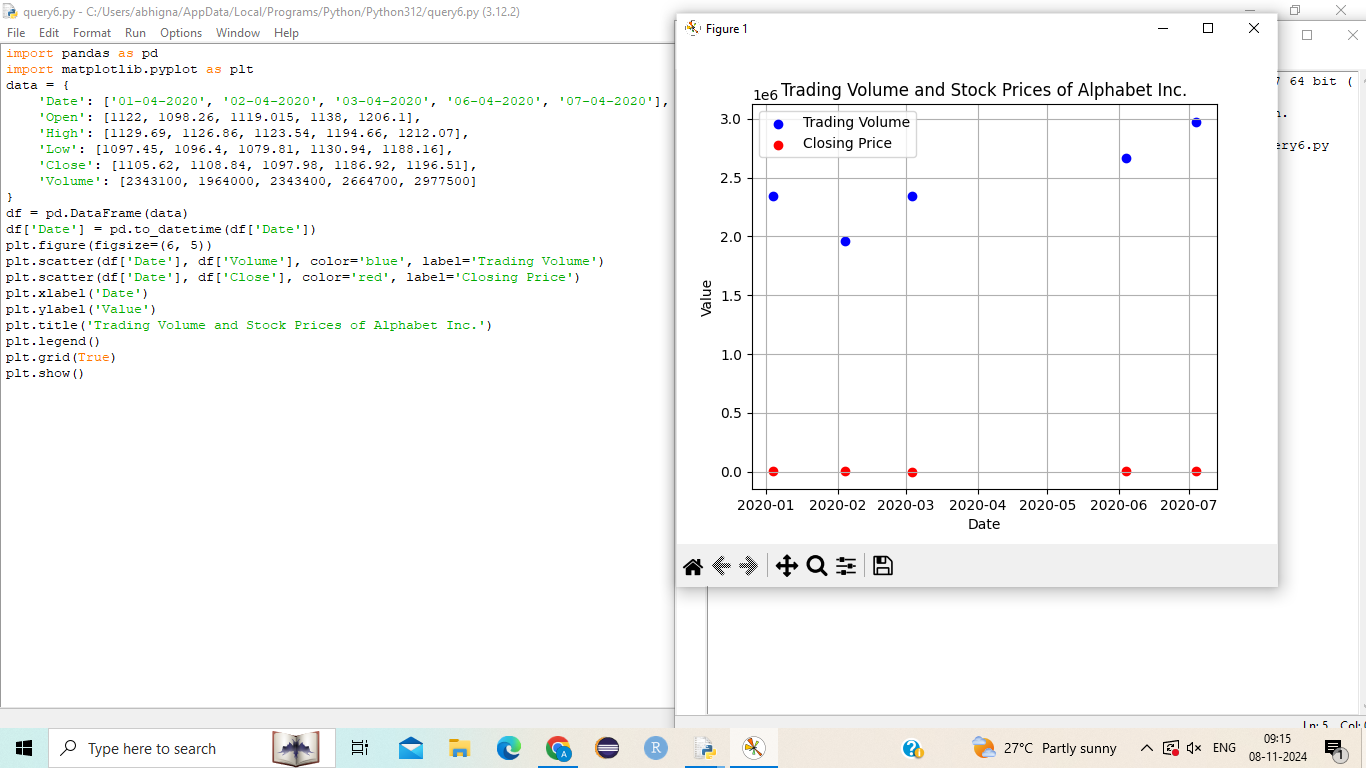 query6.py - C:/Users/abhigna/AppData/Local/Programs/Python/Python312/query6.py (3.12.2)
File Edit Format Run Options Window Help
import pandas as pd
import matplotlib.pyplot as plt
data = {
    'Date': ['01-04-2020', '02-04-2020', '03-04-2020', '06-04-2020', '07-04-2020'],
    'Open': [1122, 1098.26, 1119.015, 1138, 1206.1],
    'High': [1129.69, 1126.86, 1123.54, 1194.66, 1212.07],
    'Low': [1097.45, 1096.4, 1079.81, 1130.94, 1188.16],
    'Close': [1105.62, 1108.84, 1097.98, 1186.92, 1196.51],
    'Volume': [2343100, 1964000, 2343400, 2664700, 2977500]
}
df = pd.DataFrame(data)
df['Date'] = pd.to_datetime(df['Date'])
plt.figure(figsize=(6, 5))
plt.scatter(df['Date'], df['Volume'], color='blue', label='Trading Volume')
plt.scatter(df['Date'], df['Close'], color='red', label='Closing Price')
plt.xlabel('Date')
plt.ylabel('Value')
plt.title('Trading Volume and Stock Prices of Alphabet Inc.')
plt.legend()
plt.grid(True)
plt.show()
Figure 1
Trading Volume and Stock Prices of Alphabet Inc.
1e6
Trading Volume
Closing Price
3.0
2.5
2.0
1.5
1.0
0.5
0.0
Value
2020-01 2020-02 2020-03 2020-04 2020-05 2020-06 2020-07
Date
64 bit (
n.
ery6.py
Ln: 5 Col:
Type here to search
R
A
27°C Partly sunny
ENG
09:15
08-11-2024
1